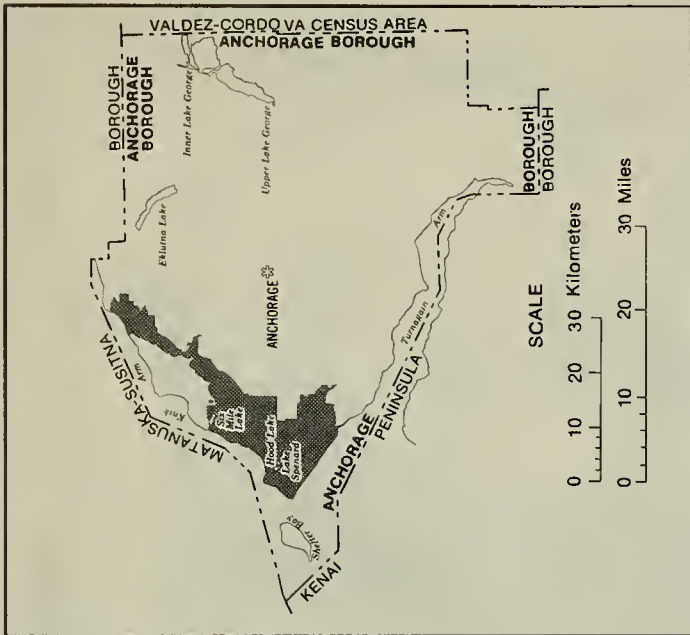 VALDEZ-CORDOVA CENSUS AREA
ANCHORAGE BOROUGH
BOROUGH
ANCHORAGE
BOROUGH
Inner Lake George
Upper Lake George
Eklutna Lake
BOROUGH
BOROUGH
ANCHORAGE
MATANUSKA-SUSITNA
Knik Arm
Six
Mile
Lake
Hood Lake
Lake
Spenard
Turnagain Arm
ANCHORAGE
PENINSULA
KENAI
Shelter Bay
SCALE
0 10 20 30 Kilometers
0 10 20 30 Miles